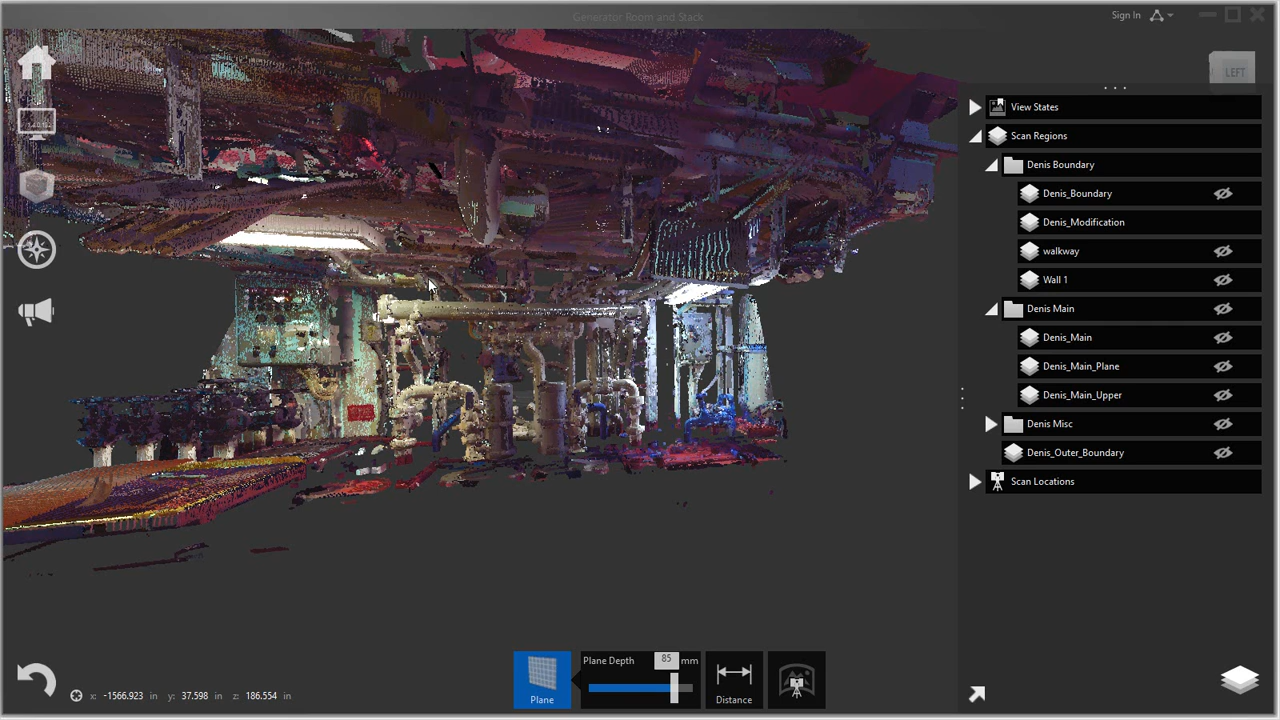 Generator Room and Stack
Sign In
LEFT
View States
Scan Regions
Denis Boundary
Denis_Boundary
Denis_Modification
walkway
Wall 1
Denis Main
Denis_Main
Denis_Main_Plane
Denis_Main_Upper
Denis Misc
Denis_Outer_Boundary
Scan Locations
Plane Depth 85 mm
Plane
Distance
x: -1566.923 in y: 37.598 in z: 186.554 in